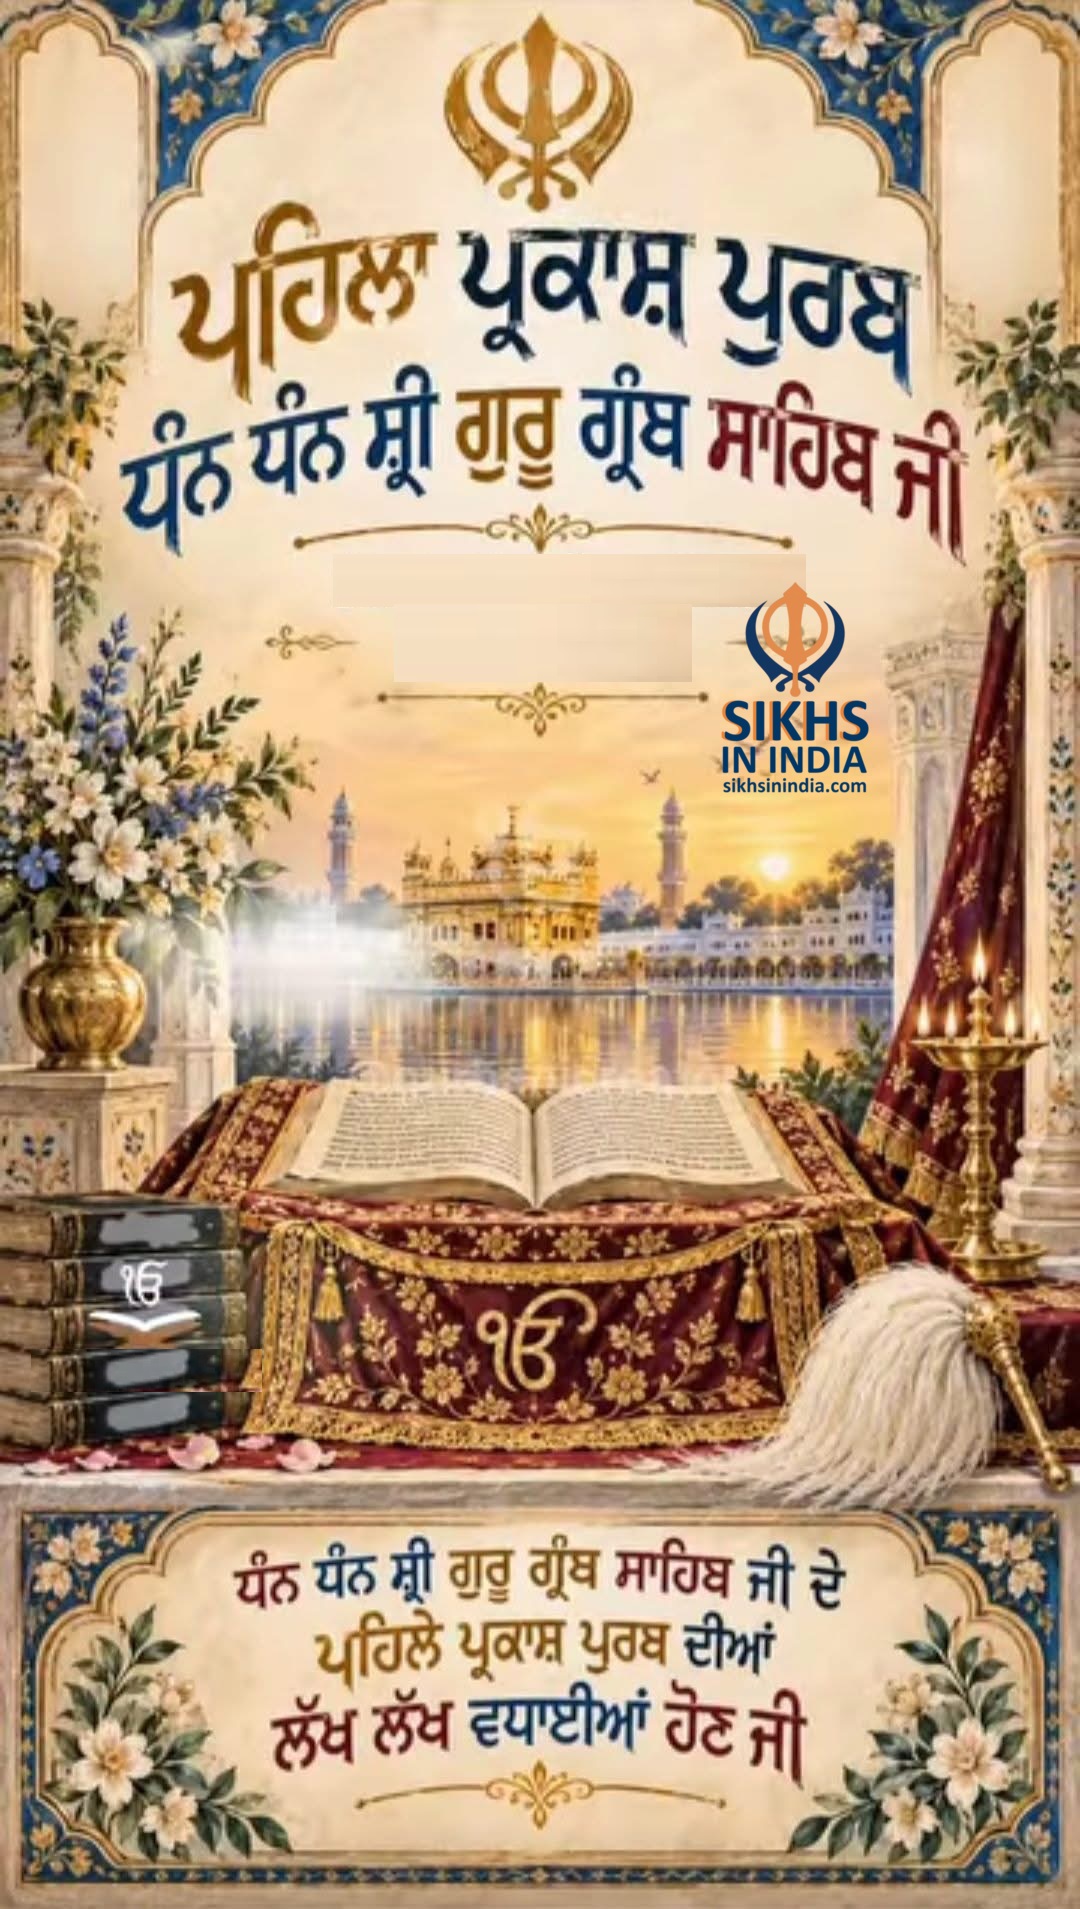 ਪਹਿਲਾ ਪ੍ਰਕਾਸ਼ ਪੁਰਬ
ਧੰਨ ਧੰਨ ਸ਼੍ਰੀ ਗੁਰੂ ਗ੍ਰੰਥ ਸਾਹਿਬ ਜੀ
SIKHS
IN INDIA
sikhsinindia.com
ੴ
ੴ
ਧੰਨ ਧੰਨ ਸ਼੍ਰੀ ਗੁਰੂ ਗ੍ਰੰਥ ਸਾਹਿਬ ਜੀ ਦੇ
ਪਹਿਲੇ ਪ੍ਰਕਾਸ਼ ਪੁਰਬ ਦੀਆਂ
ਲੱਖ ਲੱਖ ਵਧਾਈਆਂ ਹੋਣ ਜੀ